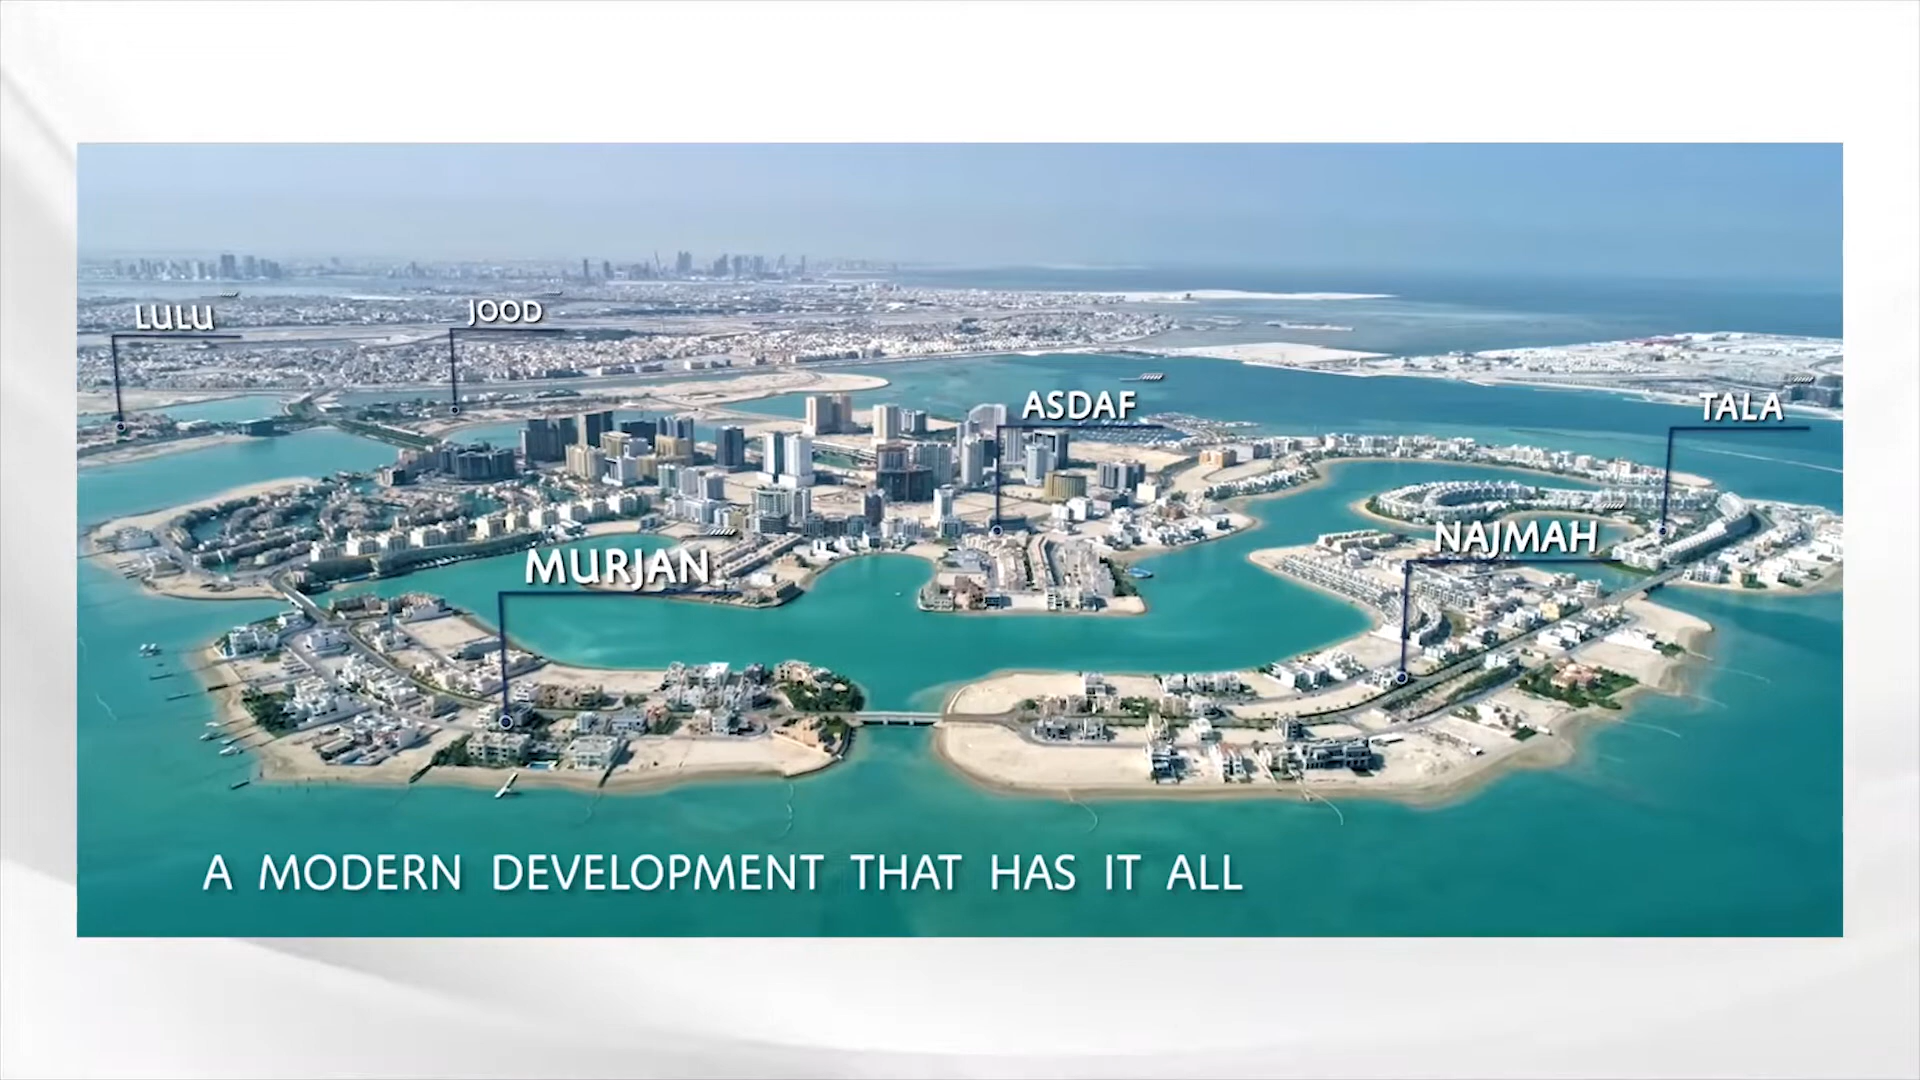 LULU
JOOD
ASDAF
TALA
MURJAN
NAJMAH
A MODERN DEVELOPMENT THAT HAS IT ALL